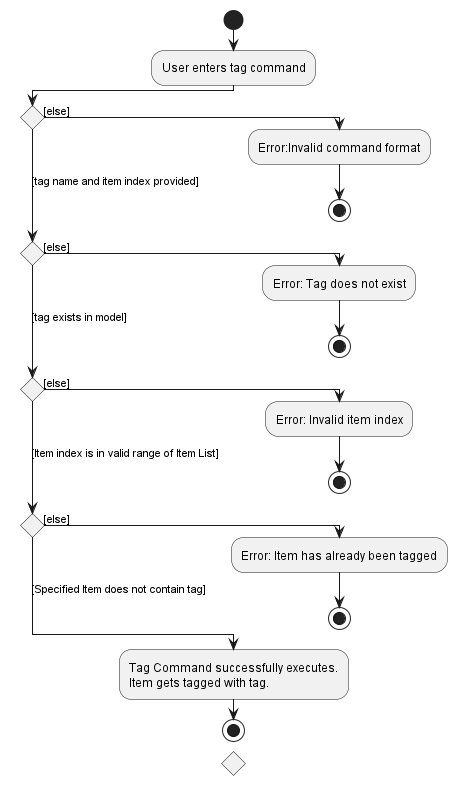 User enters tag command
[else]
Error:Invalid command format
[tag name and item index provided]
[else]
Error: Tag does not exist
[tag exists in model]
[else]
Error: Invalid item index
[Item index is in valid range of Item List]
[else]
Error: Item has already been tagged
[Specified Item does not contain tag]
Tag Command successfully executes.
Item gets tagged with tag.